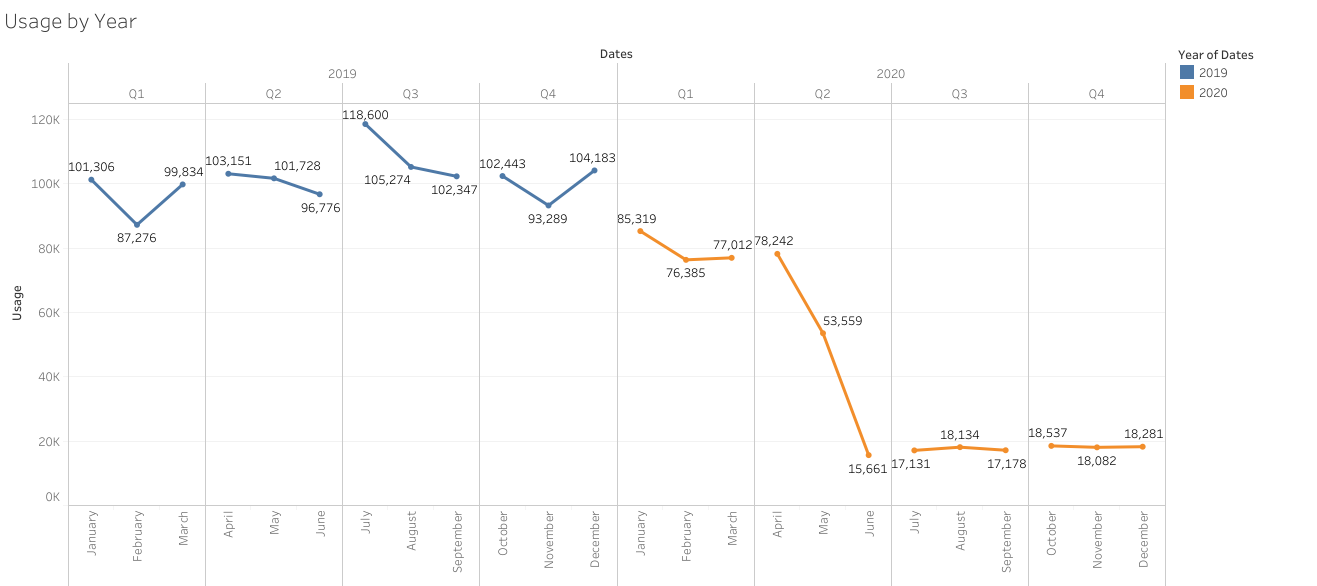 Usage by Year
Dates
Year of Dates
2019
2020
2019
2020
Q1
Q2
Q3
Q4
Q1
Q2
Q3
Q4
Usage
120K
100K
80K
60K
40K
20K
0K
101,306
87,276
99,834
103,151
101,728
96,776
118,600
105,274
102,347
102,443
93,289
104,183
85,319
76,385
77,012
78,242
53,559
15,661
17,131
18,134
17,178
18,537
18,082
18,281
January
February
March
April
May
June
July
August
September
October
November
December
January
February
March
April
May
June
July
August
September
October
November
December